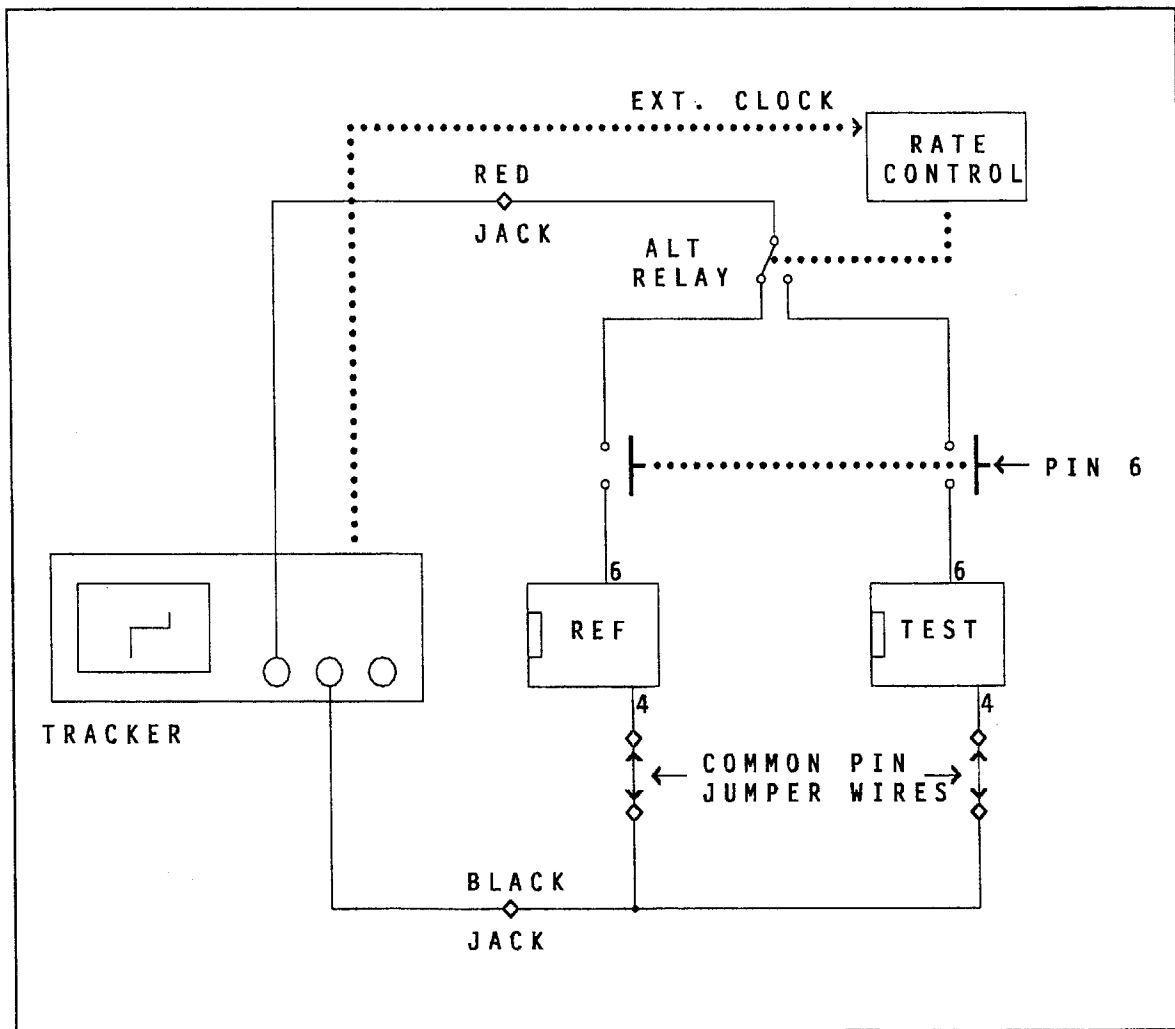 EXT. CLOCK
RATE
CONTROL
RED
JACK
ALT
RELAY
PIN 6
6
6
REF
TEST
4
4
TRACKER
COMMON PIN
JUMPER WIRES
BLACK
JACK